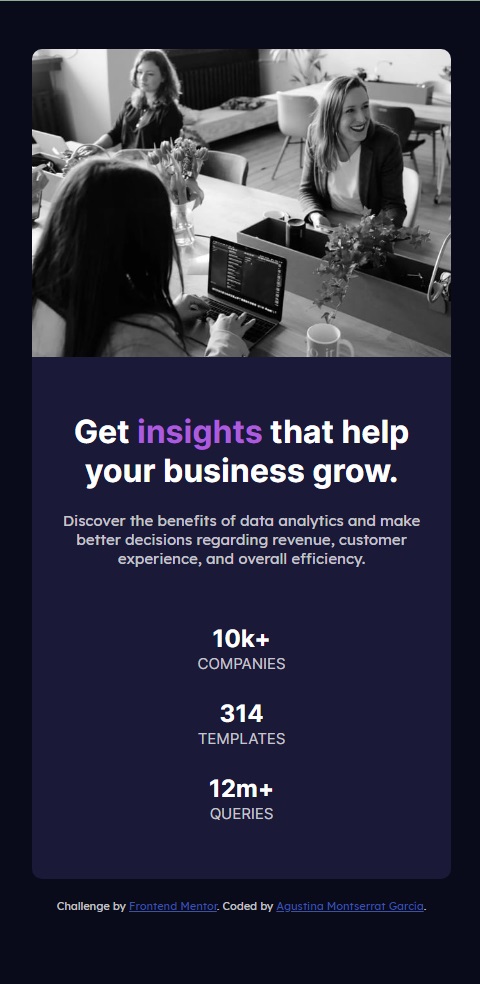 Get insights that help
your business grow.
Discover the benefits of data analytics and make
better decisions regarding revenue, customer
experience, and overall efficiency.
10k+
COMPANIES
314
TEMPLATES
12m+
QUERIES
Challenge by Frontend Mentor. Coded by Agustina Montserrat Garcia.